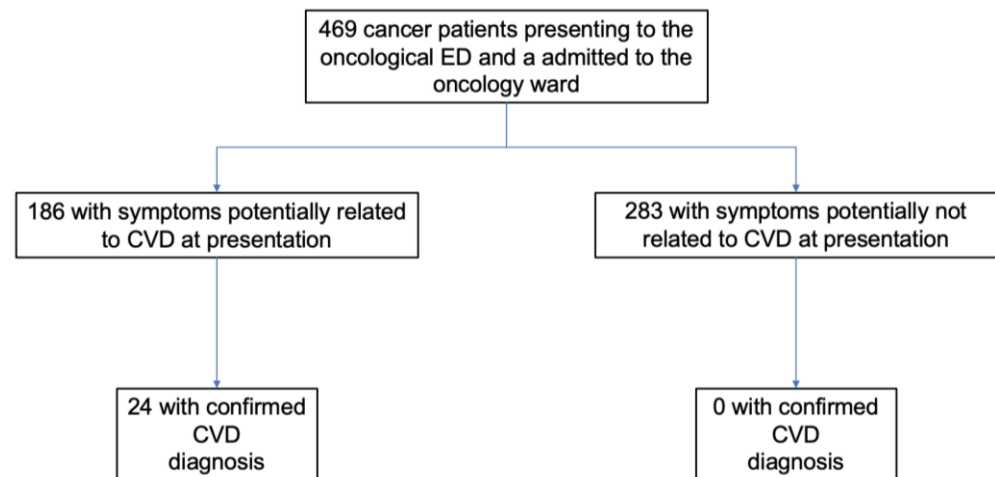 469 cancer patients presenting to the
oncological ED and a admitted to the
oncology ward
186 with symptoms potentially related
to CVD at presentation
283 with symptoms potentially not
related to CVD at presentation
24 with confirmed
CVD
diagnosis
0 with confirmed
CVD
diagnosis